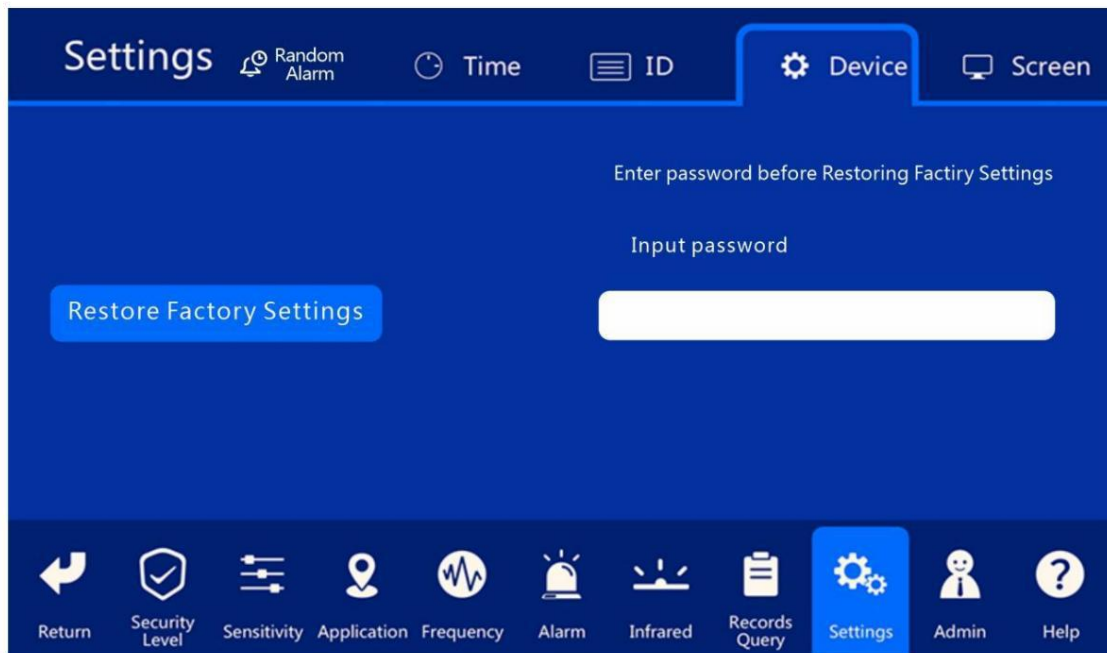 Settings
Random
Alarm
Time
ID
Device
Screen
Enter password before Restoring Factiry Settings
Input password
Restore Factory Settings
Return
Security
Level
Sensitivity
Application
Frequency
Alarm
Infrared
Records
Query
Settings
Admin
Help